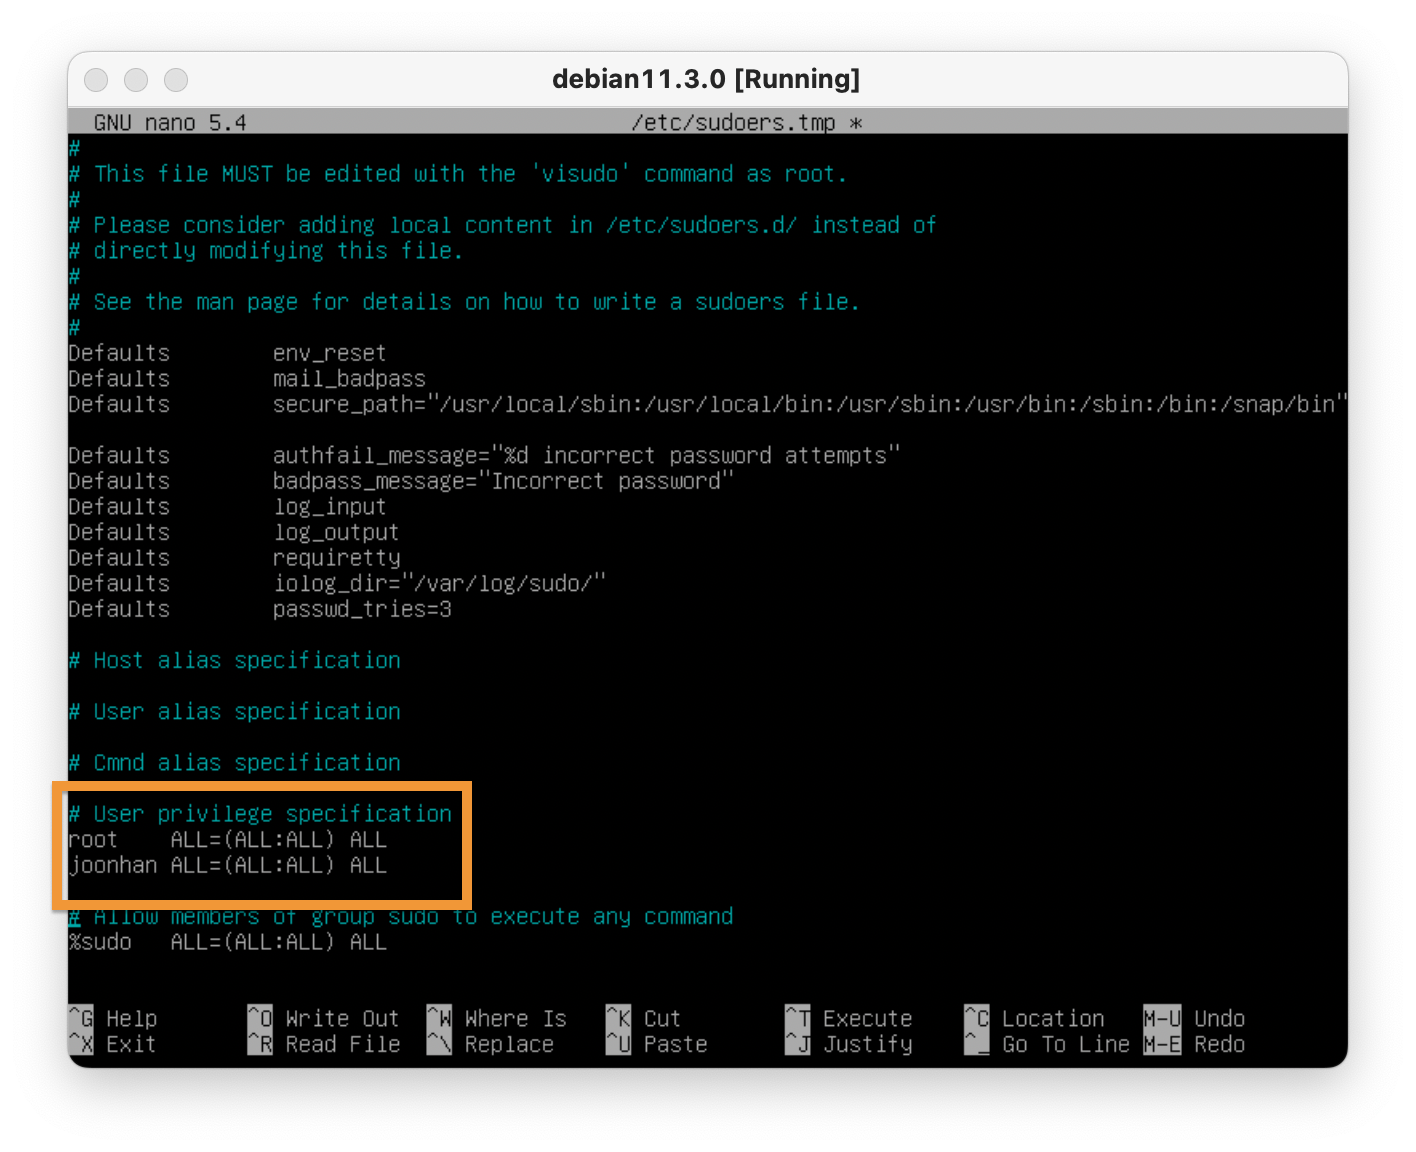 debian11.3.0 [Running]
GNU nano 5.4 /etc/sudoers.tmp *
#
# This file MUST be edited with the 'visudo' command as root.
#
# Please consider adding local content in /etc/sudoers.d/ instead of
# directly modifying this file.
#
# See the man page for details on how to write a sudoers file.
#
Defaults env_reset
Defaults mail_badpass
Defaults secure_path="/usr/local/sbin:/usr/local/bin:/usr/sbin:/usr/bin:/sbin:/bin:/snap/bin"
Defaults authfail_message="%d incorrect password attempts"
Defaults badpass_message="Incorrect password"
Defaults log_input
Defaults log_output
Defaults requiretty
Defaults iolog_dir="/var/log/sudo/"
Defaults passwd_tries=3
# Host alias specification
# User alias specification
# Cmnd alias specification
# User privilege specification
root ALL=(ALL:ALL) ALL
joonhan ALL=(ALL:ALL) ALL
# Allow members of group sudo to execute any command
%sudo ALL=(ALL:ALL) ALL
^G Help ^O Write Out ^W Where Is ^K Cut ^T Execute ^C Location M-U Undo
^X Exit ^R Read File ^\ Replace ^U Paste ^J Justify ^_ Go To Line M-E Redo